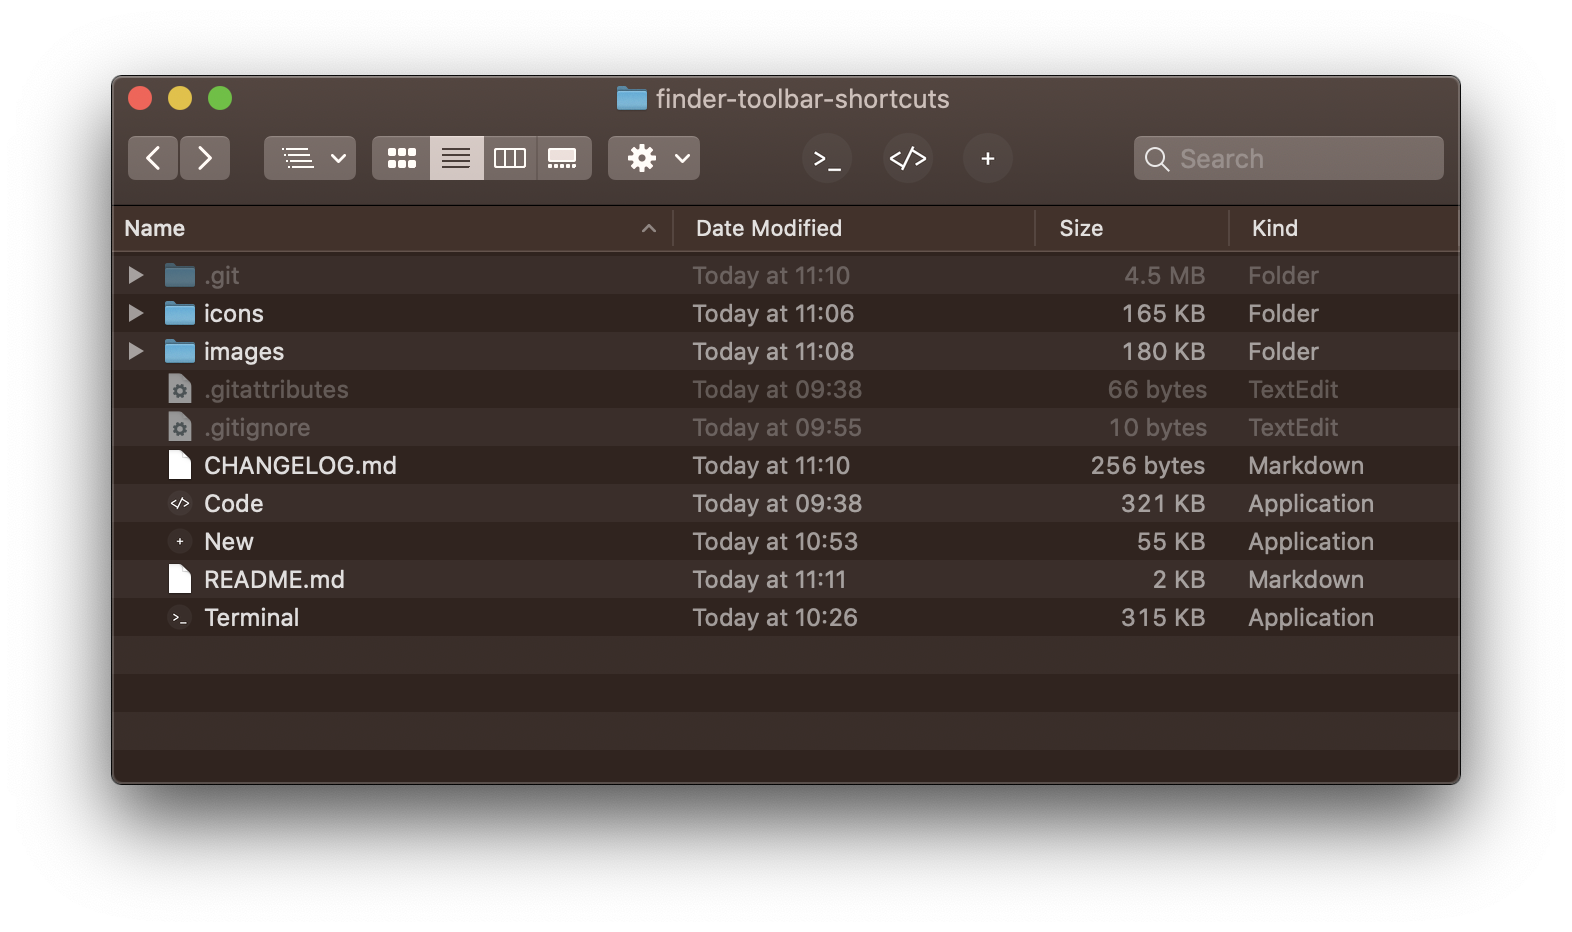 finder-toolbar-shortcuts
>_ </> + Search
Name Date Modified Size Kind
.git Today at 11:10 4.5 MB Folder
icons Today at 11:06 165 KB Folder
images Today at 11:08 180 KB Folder
.gitattributes Today at 09:38 66 bytes TextEdit
.gitignore Today at 09:55 10 bytes TextEdit
CHANGELOG.md Today at 11:10 256 bytes Markdown
</> Code Today at 09:38 321 KB Application
+ New Today at 10:53 55 KB Application
README.md Today at 11:11 2 KB Markdown
>_ Terminal Today at 10:26 315 KB Application